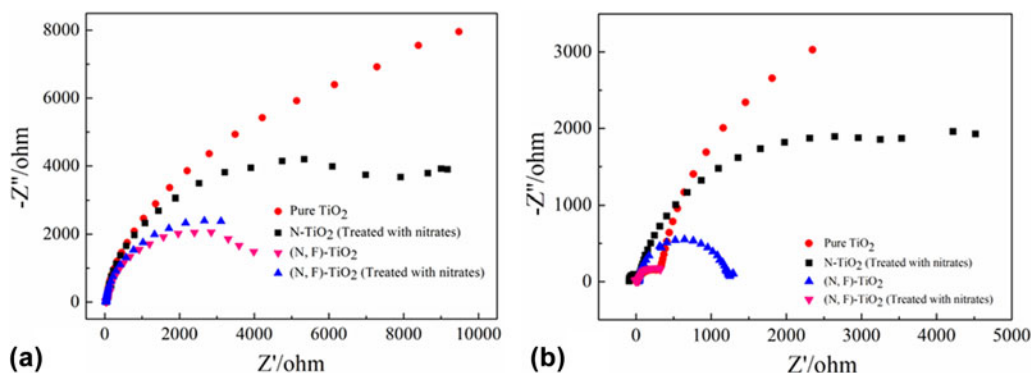 8000
6000
4000
2000
0
-Z"/ohm
Pure TiO2
N-TiO2 (Treated with nitrates)
(N, F)-TiO2
(N, F)-TiO2 (Treated with nitrates)
0 2000 4000 6000 8000 10000
Z'/ohm
(a)
3000
2000
1000
0
-Z"/ohm
Pure TiO2
N-TiO2 (Treated with nitrates)
(N, F)-TiO2
(N, F)-TiO2 (Treated with nitrates)
0 1000 2000 3000 4000 5000
Z'/ohm
(b)